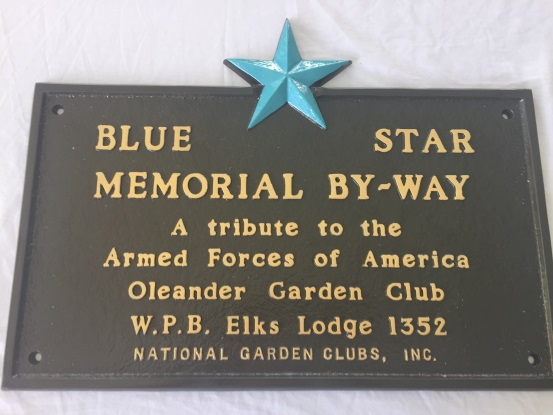 BLUE STAR
MEMORIAL BY-WAY
A tribute to the
Armed Forces of America
Oleander Garden Club
W.P.B. Elks Lodge 1352
NATIONAL GARDEN CLUBS, INC.